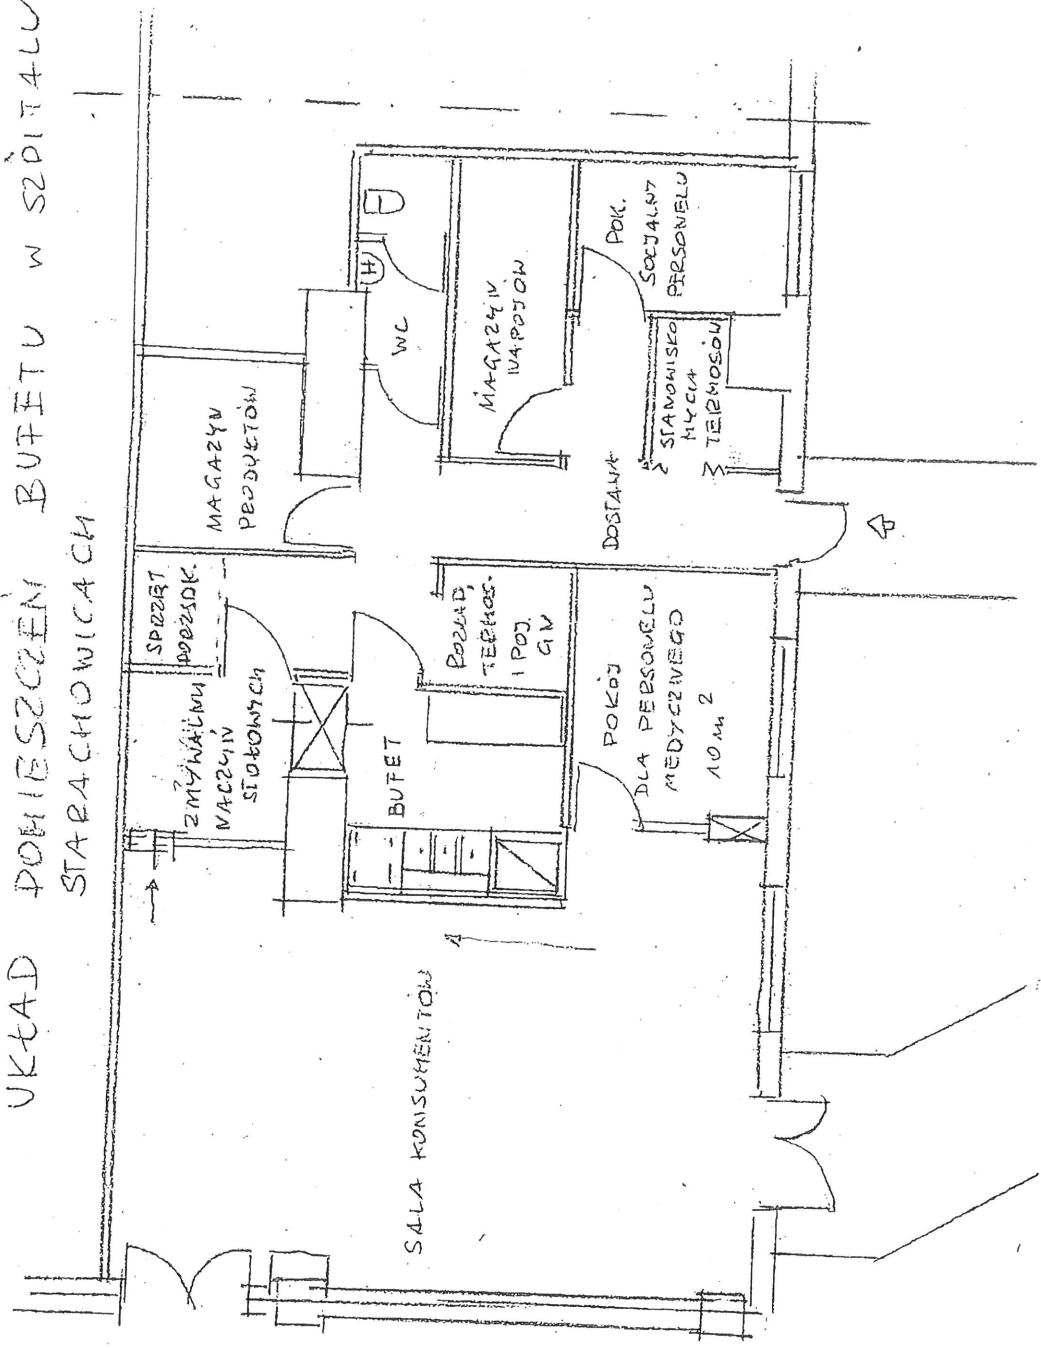 UKŁAD POMIESZCZEŃ BUFETU W SZPITALU
STARACHOWICACH
SPRZĘT
PORZĄDK.
MAGAZYN
PRODUKTÓW
WC
MAGAZYN
NAPOJÓW
POK.
SOCJALNY
PERSONELU
STANOWISKO
MYCIA
TERMOSÓW
DOSTAWA
ZMYWALNIA
NACZYŃ
STOŁOWYCH
BUFET
ROZŁAD.
TERMOS.
I POJ.
GN
POKÓJ
DLA PERSONELU
MEDYCZNEGO
10 m²
SALA KONSUMENTÓW